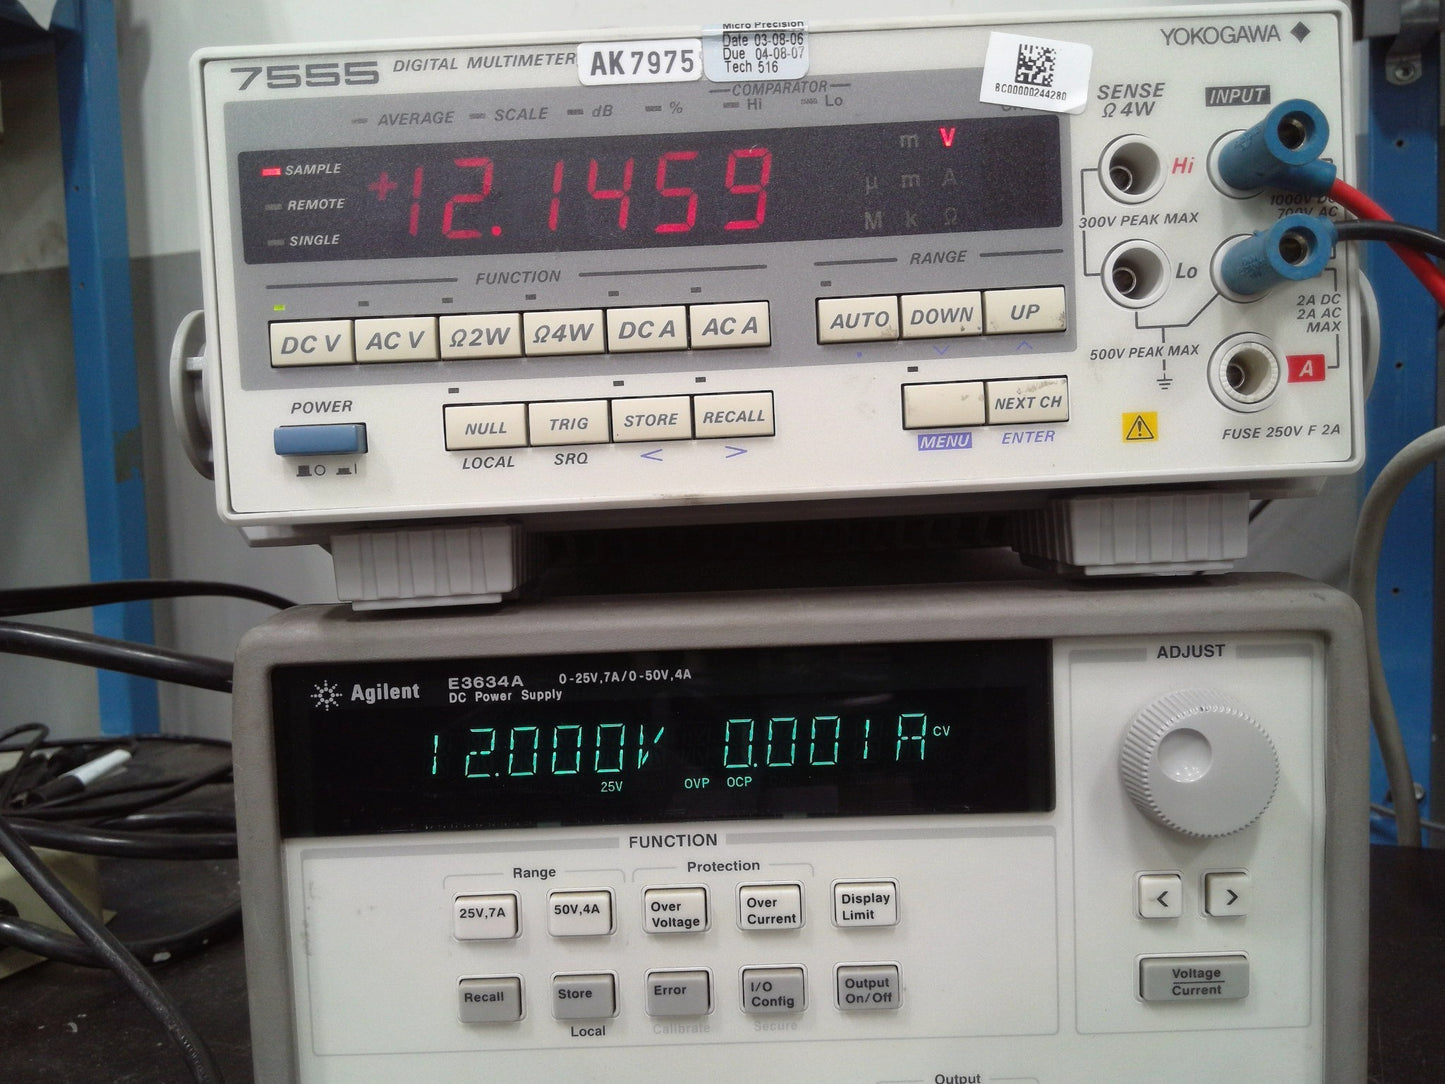 7555 DIGITAL MULTIMETER
AK7975
Micro Precision
Date 03-08-06
Due 04-08-07
Tech 516
BC0000024428D
YOKOGAWA
AVERAGE SCALE dB %
COMPARATOR
Hi Lo
SAMPLE
REMOTE
SINGLE
+12.1459
m V
μ m A
M k Ω
SENSE
Ω 4W
INPUT
Hi
1000V DC
700V AC
300V PEAK MAX
Lo
2A DC
2A AC
MAX
500V PEAK MAX
A
FUSE 250V F 2A
FUNCTION
RANGE
DC V AC V Ω2W Ω4W DC A AC A
AUTO DOWN UP
POWER
NULL TRIG STORE RECALL
NEXT CH
LOCAL SRQ < >
MENU ENTER
Agilent E3634A 0-25V,7A/0-50V,4A
DC Power Supply
12.000V 0.001A CV
25V OVP OCP
ADJUST
FUNCTION
Range Protection
25V,7A 50V,4A
Over
Voltage
Over
Current
Display
Limit
< >
Recall Store Error
I/O
Config
Output
On/Off
Local Calibrate Secure
Voltage
Current
Output